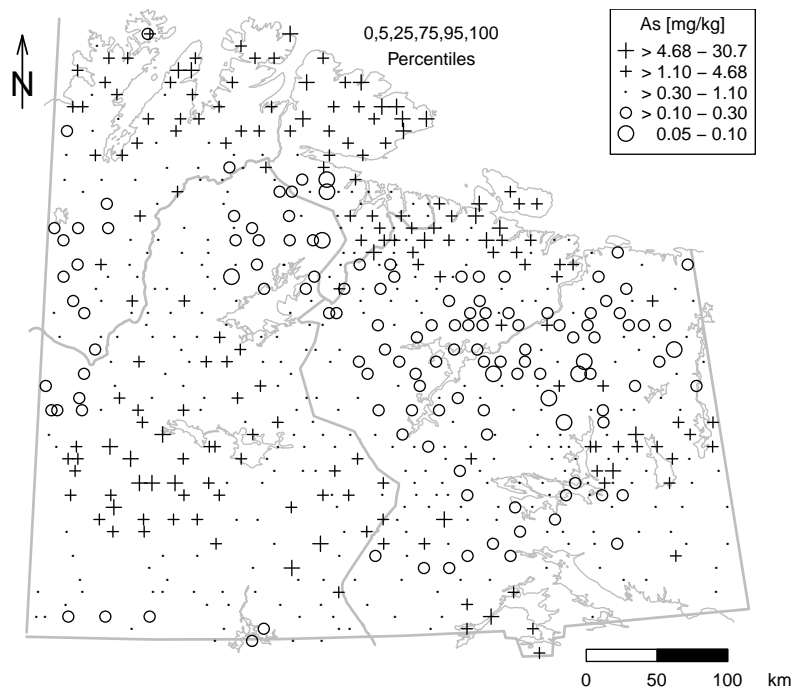 0,5,25,75,95,100
Percentiles
As [mg/kg]
> 4.68 – 30.7
> 1.10 – 4.68
> 0.30 – 1.10
> 0.10 – 0.30
0.05 – 0.10
N
0 50 100 km